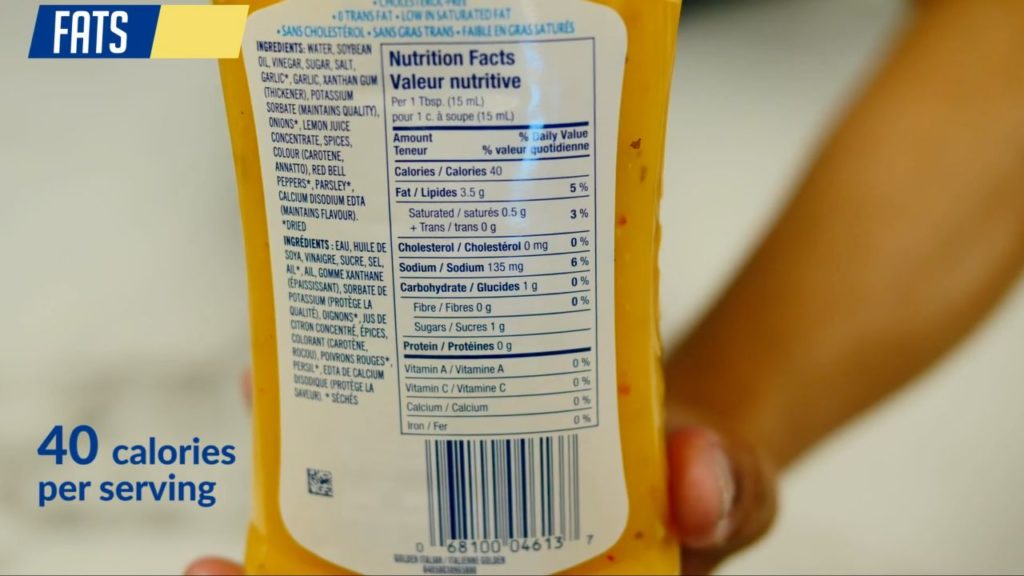 FATS
• CHOLESTEROL-FREE
• 0 TRANS FAT • LOW IN SATURATED FAT
• SANS CHOLESTÉROL • SANS GRAS TRANS • FAIBLE EN GRAS SATURÉS
INGREDIENTS: WATER, SOYBEAN
OIL, VINEGAR, SUGAR, SALT,
GARLIC*, GARLIC, XANTHAN GUM
(THICKENER), POTASSIUM
SORBATE (MAINTAINS QUALITY),
ONIONS*, LEMON JUICE
CONCENTRATE, SPICES,
COLOUR (CAROTENE,
ANNATTO), RED BELL
PEPPERS*, PARSLEY*,
CALCIUM DISODIUM EDTA
(MAINTAINS FLAVOUR).
*DRIED
INGRÉDIENTS : EAU, HUILE DE
SOYA, VINAIGRE, SUCRE, SEL,
AIL*, AIL, GOMME XANTHANE
(ÉPAISSISSANT), SORBATE DE
POTASSIUM (PROTÈGE LA
QUALITÉ), OIGNONS*, JUS DE
CITRON CONCENTRÉ, ÉPICES,
COLORANT (CAROTÈNE,
ROCOU), POIVRONS ROUGES*,
PERSIL*, EDTA DE CALCIUM
DISODIQUE (PROTÈGE LA
SAVEUR). * SÉCHÉS
Nutrition Facts
Valeur nutritive
Per 1 Tbsp. (15 mL)
pour 1 c. à soupe (15 mL)
Amount % Daily Value
Teneur % valeur quotidienne
Calories / Calories 40
Fat / Lipides 3.5 g 5 %
Saturated / saturés 0.5 g 3 %
+ Trans / trans 0 g
Cholesterol / Cholestérol 0 mg 0 %
Sodium / Sodium 135 mg 6 %
Carbohydrate / Glucides 1 g 0 %
Fibre / Fibres 0 g 0 %
Sugars / Sucres 1 g
Protein / Protéines 0 g
Vitamin A / Vitamine A 0 %
Vitamin C / Vitamine C 0 %
Calcium / Calcium 0 %
Iron / Fer 0 %
0 68100 04613 7
GOLDEN ITALIAN / ITALIENNE GOLDEN
40 calories
per serving